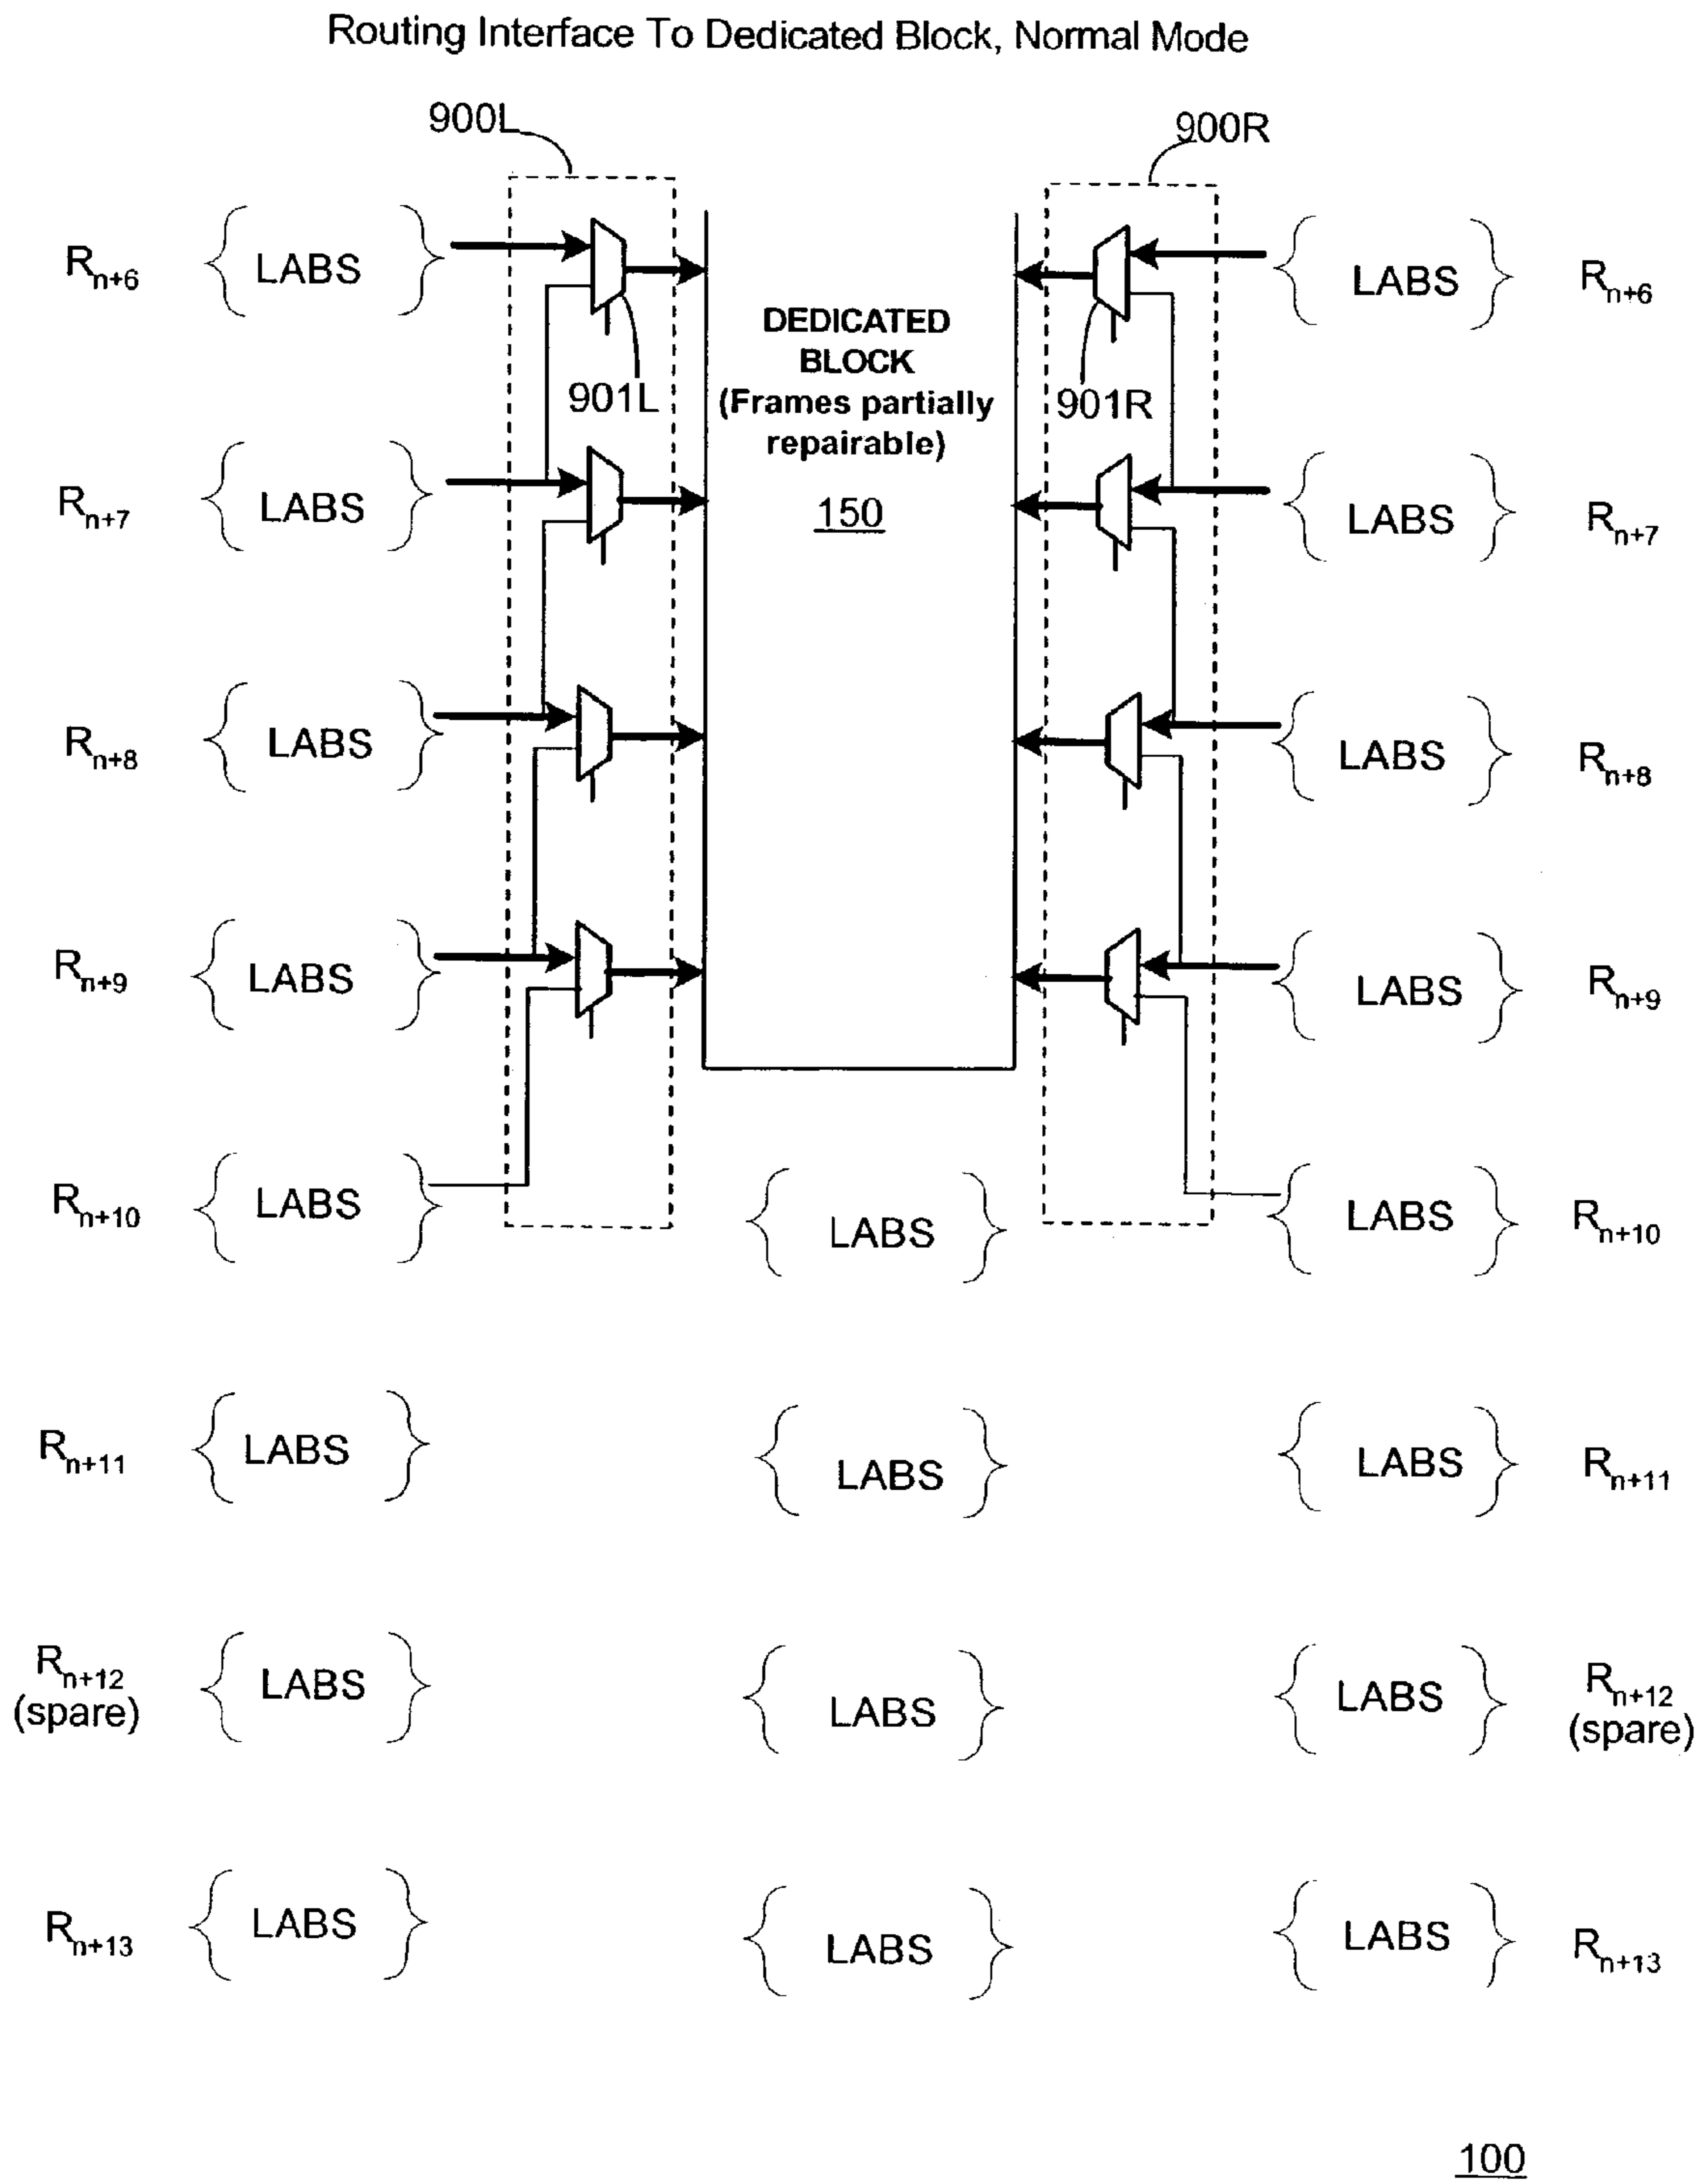 Routing Interface To Dedicated Block, Normal Mode
900L
900R
Rn+6 LABS LABS Rn+6
DEDICATED
BLOCK
(Frames partially
repairable)
901L
901R
150
Rn+7 LABS LABS Rn+7
Rn+8 LABS LABS Rn+8
Rn+9 LABS LABS Rn+9
Rn+10 LABS LABS LABS Rn+10
Rn+11 LABS LABS LABS Rn+11
Rn+12 LABS LABS LABS Rn+12
(spare) (spare)
Rn+13 LABS LABS LABS Rn+13
100